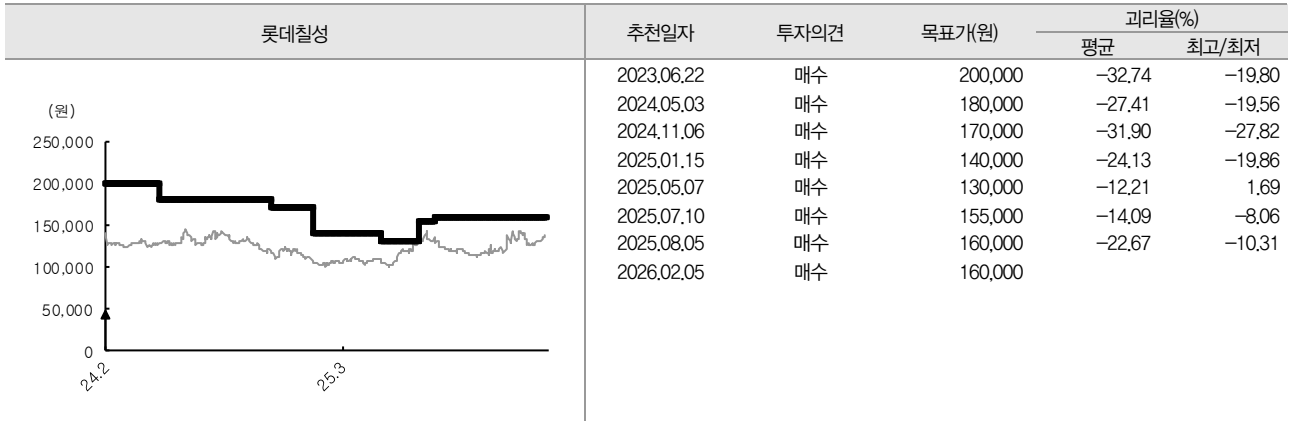 롯데칠성
추천일자 투자의견 목표가(원) 괴리율(%)
평균 최고/최저
2023.06.22 매수 200,000 -32.74 -19.80
2024.05.03 매수 180,000 -27.41 -19.56
2024.11.06 매수 170,000 -31.90 -27.82
2025.01.15 매수 140,000 -24.13 -19.86
2025.05.07 매수 130,000 -12.21 1.69
2025.07.10 매수 155,000 -14.09 -8.06
2025.08.05 매수 160,000 -22.67 -10.31
2026.02.05 매수 160,000
(원)
250,000
200,000
150,000
100,000
50,000
0
24.2
25.3